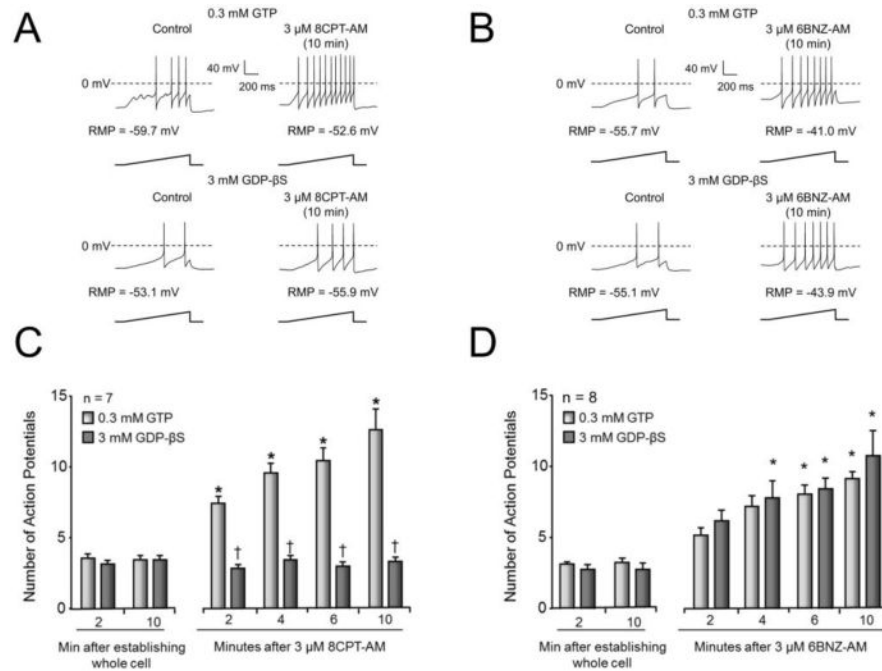 A
0.3 mM GTP
Control
3 µM 8CPT-AM
(10 min)
40 mV
200 ms
0 mV
RMP = -59.7 mV
RMP = -52.6 mV
3 mM GDP-βS
Control
3 µM 8CPT-AM
(10 min)
0 mV
RMP = -53.1 mV
RMP = -55.9 mV
B
0.3 mM GTP
Control
3 µM 6BNZ-AM
(10 min)
40 mV
200 ms
0 mV
RMP = -55.7 mV
RMP = -41.0 mV
3 mM GDP-βS
Control
3 µM 6BNZ-AM
(10 min)
0 mV
RMP = -55.1 mV
RMP = -43.9 mV
C
Number of Action Potentials
15
10
5
0
n = 7
0.3 mM GTP
3 mM GDP-βS
* * * *
† † † †
2 10 2 4 6 10
Min after establishing
whole cell
Minutes after 3 µM 8CPT-AM
D
Number of Action Potentials
15
10
5
0
n = 8
0.3 mM GTP
3 mM GDP-βS
* * * * *
2 10 2 4 6 10
Min after establishing
whole cell
Minutes after 3 µM 6BNZ-AM